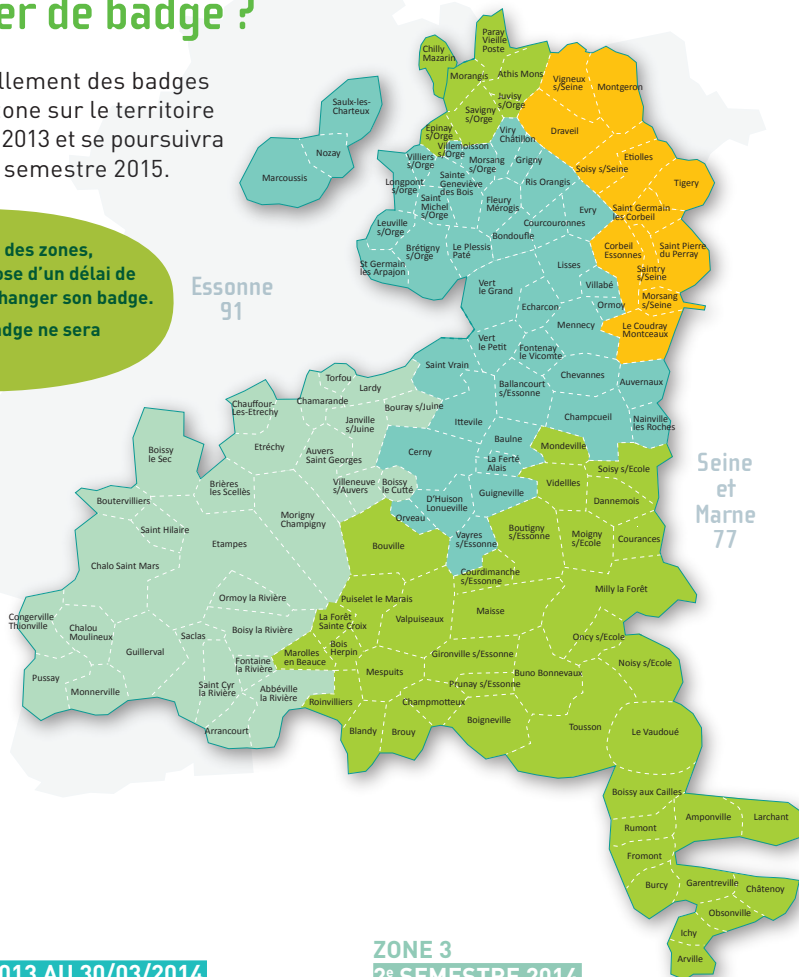 er de badge ?
llement des badges
one sur le territoire
2013 et se poursuivra
semestre 2015.
des zones,
ose d'un délai de
hanger son badge.
adge ne sera
Essonne
91
Seine
et
Marne
77
Chilly
Mazarin
Paray
Vieille
Poste
Morangis
Athis Mons
Juvisy
s/Orge
Savigny
s/Orge
Epinay
s/Orge
Vigneux
s/Seine
Montgeron
Draveil
Soisy s/Seine
Etiolles
Tigery
Saint Germain
les Corbeil
Corbeil
Essonnes
Saint Pierre
du Perray
Saintry
s/Seine
Morsang
s/Seine
Le Coudray
Montceaux
Saulx-les-
Charteux
Nozay
Marcoussis
Viry
Châtillon
Villemoisson
s/Orge
Villiers
s/Orge
Morsang
s/Orge
Grigny
Longpont
s/orge
Sainte
Geneviève
des Bois
Ris Orangis
Saint
Michel
s/Orge
Fleury
Mérogis
Evry
Leuville
s/Orge
Courcouronnes
Bondoufle
Brétigny
s/Orge
Le Plessis
Paté
St Germain
lès Arpajon
Lisses
Vert
le Grand
Villabé
Ormoy
Echarcon
Mennecy
Vert
le Petit
Fontenay
le Vicomte
Saint Vrain
Chevannes
Auvernaux
Ballancourt
s/Essonne
Itteville
Champcueil
Nainville
les Roches
Cerny
Baulne
La Ferté
Alais
Guigneville
D'Huison
Lonueville
Orveau
Vayres
s/Essonne
Torfou
Lardy
Chamarande
Bouray s/Juine
Chauffour-
Les-Etrechy
Janville
s/Juine
Etréchy
Auvers
Saint Georges
Boissy
le Sec
Villeneuve
s/Auvers
Boissy
le Cutté
Brières
les Scellès
Boutervilliers
Morigny
Champigny
Saint Hilaire
Etampes
Chalo Saint Mars
Ormoy la Rivière
Congerville
Thionville
Chalou
Moulineux
Saclas
Boisy la Rivière
Guillerval
Fontaine
la Rivière
Pussay
Monnerville
Saint Cyr
la Rivière
Abbéville
la Rivière
Arrancourt
Mondeville
Soisy s/Ecole
Videlles
Dannemois
Boutigny
s/Essonne
Moigny
s/Ecole
Courances
Bouville
Courdimanche
s/Essonne
Milly la Forêt
Puiselet le Marais
Maisse
La Forêt
Sainte Croix
Valpuiseaux
Oncy s/Ecole
Bois
Herpin
Marolles
en Beauce
Gironville s/Essonne
Noisy s/Ecole
Mespuits
Buno Bonnevaux
Prunay s/Essonne
Roinvilliers
Champmotteux
Boigneville
Tousson
Le Vaudoué
Blandy
Brouy
Boissy aux Cailles
Amponville
Larchant
Rumont
Fromont
Burcy
Garentreville
Châtenoy
Obsonville
Ichy
Arville
013 AU 30/03/2014
ZONE 3
2e SEMESTRE 2014